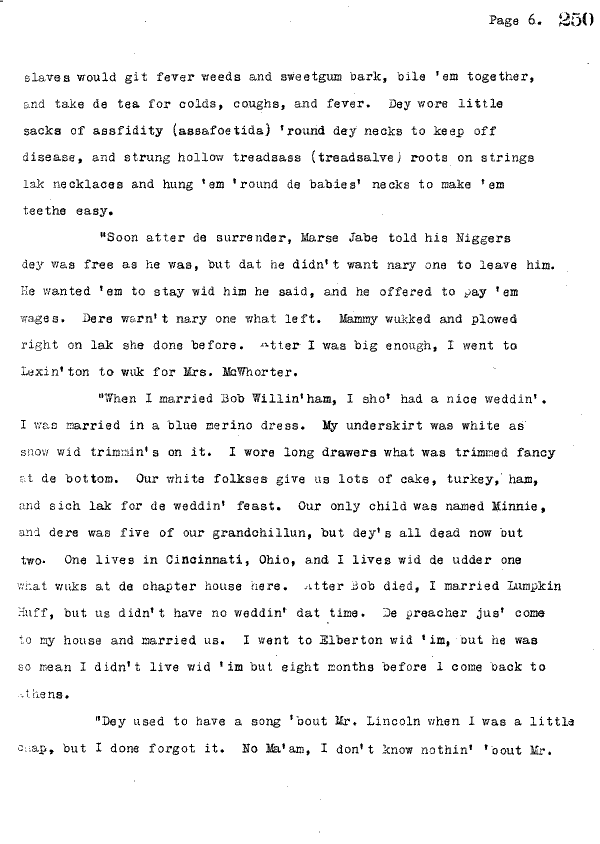 Page 6. 250
slaves would git fever weeds and sweetgum bark, bile 'em together,
and take de tea for colds, coughs, and fever. Dey wore little
sacks of assfidity (assafoetida) 'round dey necks to keep off
disease, and strung hollow treadsass (treadsalve) roots on strings
lak necklaces and hung 'em 'round de babies' necks to make 'em
teethe easy.
"Soon atter de surrender, Marse Jabe told his Niggers
dey was free as he was, but dat he didn't want nary one to leave him.
He wanted 'em to stay wid him he said, and he offered to pay 'em
wages. Dere warn't nary one what left. Mammy wukked and plowed
right on lak she done before. Atter I was big enough, I went to
Lexin'ton to wuk for Mrs. McWhorter.
"When I married Bob Willin'ham, I sho' had a nice weddin'.
I was married in a blue merino dress. My underskirt was white as
snow wid trimmin's on it. I wore long drawers what was trimmed fancy
at de bottom. Our white folkses give us lots of cake, turkey, ham,
and sich lak for de weddin' feast. Our only child was named Minnie,
and dere was five of our grandchillun, but dey's all dead now but
two. One lives in Cincinnati, Ohio, and I lives wid de udder one
what wuks at de chapter house here. Atter Bob died, I married Lumpkin
Huff, but us didn't have no weddin' dat time. De preacher jus' come
to my house and married us. I went to Elberton wid 'im, but he was
so mean I didn't live wid 'im but eight months before I come back to
Athens.
"Dey used to have a song 'bout Mr. Lincoln when I was a little
chap, but I done forgot it. No Ma'am, I don't know nothin' 'bout Mr.